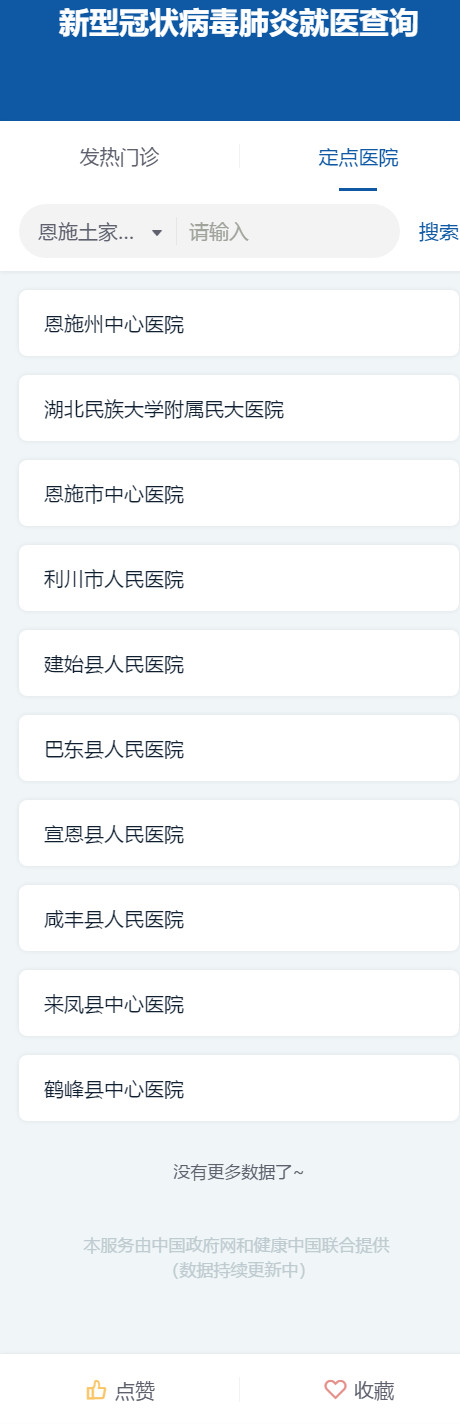 新型冠状病毒肺炎就医查询
发热门诊
定点医院
恩施土家...
请输入
搜索
恩施州中心医院
湖北民族大学附属民大医院
恩施市中心医院
利川市人民医院
建始县人民医院
巴东县人民医院
宣恩县人民医院
咸丰县人民医院
来凤县中心医院
鹤峰县中心医院
没有更多数据了~
本服务由中国政府网和健康中国联合提供
(数据持续更新中)
点赞
收藏